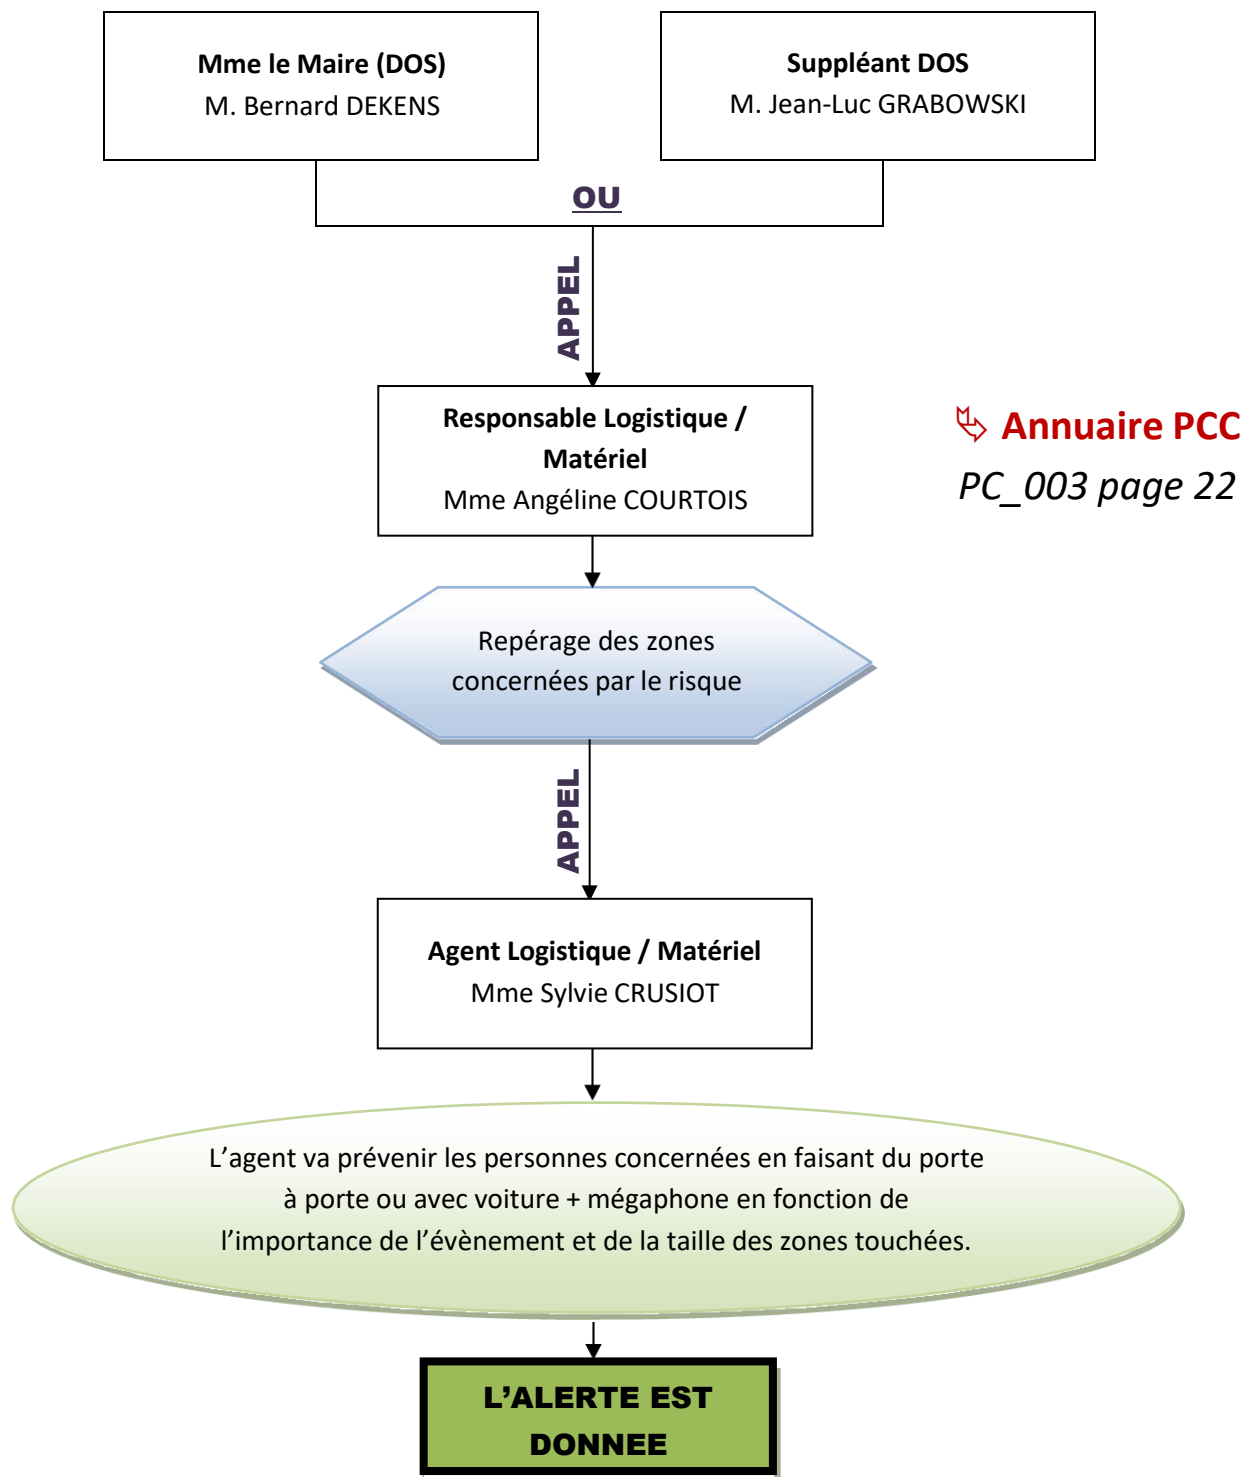 Mme le Maire (DOS)
M. Bernard DEKENS
Suppléant DOS
M. Jean-Luc GRABOWSKI
OU
APPEL
Responsable Logistique /
Matériel
Mme Angéline COURTOIS
Annuaire PCC
PC_003 page 22
Repérage des zones
concernées par le risque
APPEL
Agent Logistique / Matériel
Mme Sylvie CRUSIOT
L’agent va prévenir les personnes concernées en faisant du porte
à porte ou avec voiture + mégaphone en fonction de
l’importance de l’évènement et de la taille des zones touchées.
L’ALERTE EST
DONNEE